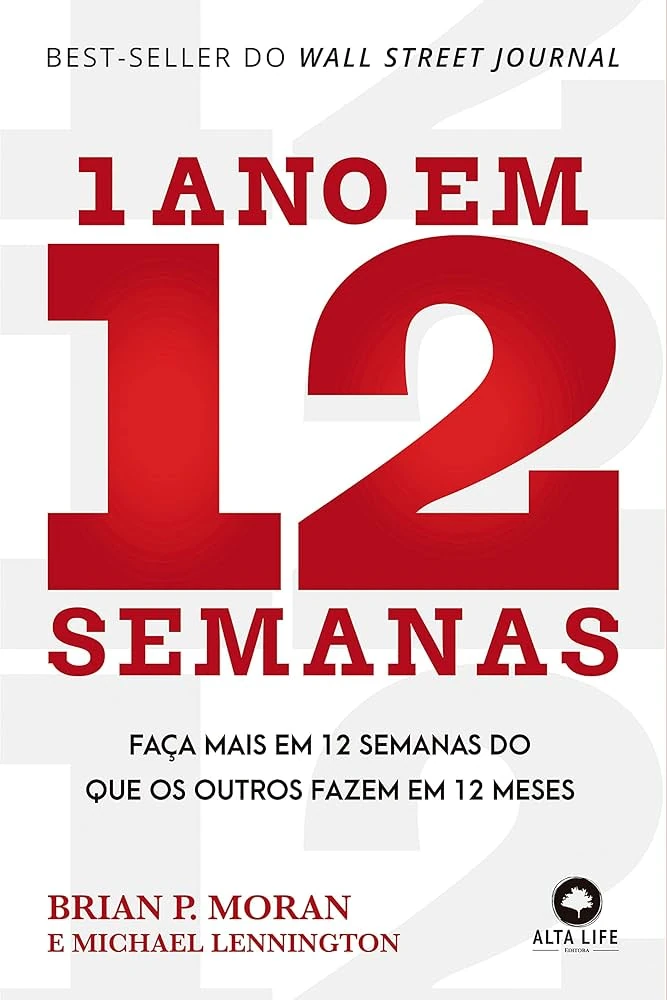 BEST-SELLER DO WALL STREET JOURNAL
1 ANO EM
12
SEMANAS
FAÇA MAIS EM 12 SEMANAS DO
QUE OS OUTROS FAZEM EM 12 MESES
BRIAN P. MORAN
E MICHAEL LENNINGTON
ALTA LIFE
EDITORA